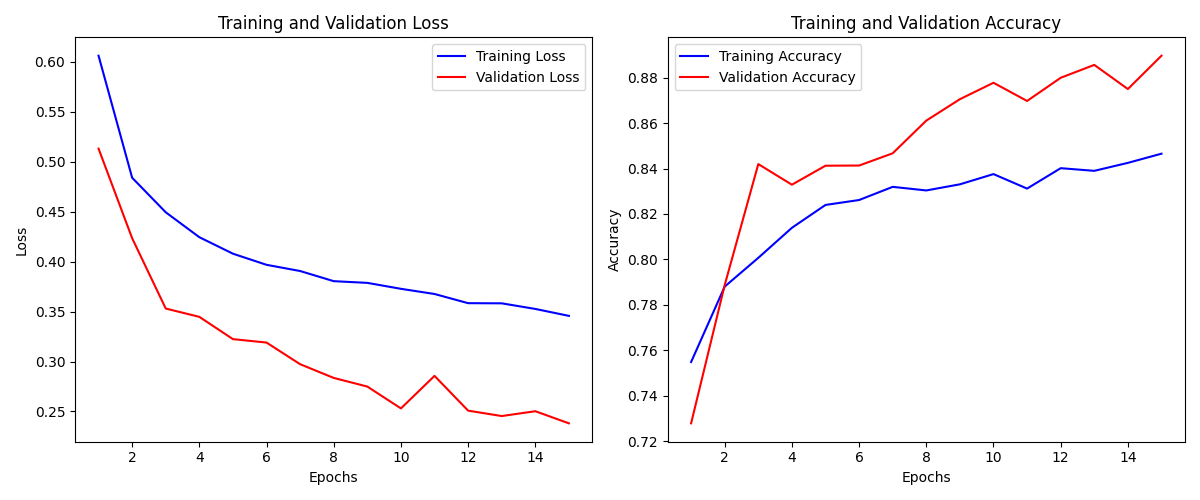 Training and Validation Loss
Training Loss
Validation Loss
0.60
0.55
0.50
0.45
0.40
0.35
0.30
0.25
Loss
2 4 6 8 10 12 14
Epochs
Training and Validation Accuracy
Training Accuracy
Validation Accuracy
0.88
0.86
0.84
0.82
0.80
0.78
0.76
0.74
0.72
Accuracy
2 4 6 8 10 12 14
Epochs